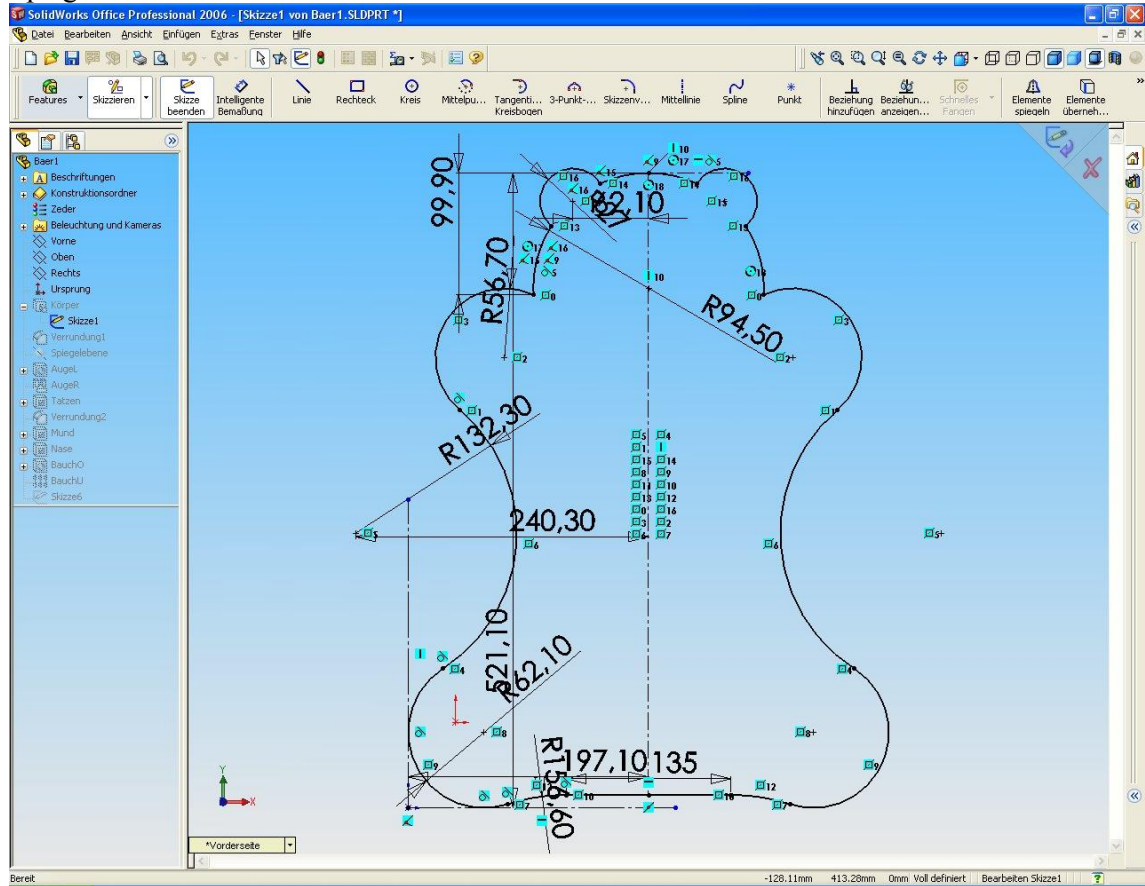 SolidWorks Office Professional 2006 - [Skizze1 von Baer1.SLDPRT *]
Datei Bearbeiten Ansicht Einfügen Extras Fenster Hilfe
Features Skizzieren Skizze beenden Intelligente Bemaßung Linie Rechteck Kreis Mittelpu... Tangenti... Kreisbogen 3-Punkt-... Skizzenv... Mittellinie Spline Punkt Beziehung hinzufügen Beziehun... anzeigen... Schnelles Fangen Elemente spiegeln Elemente überneh...
Baer1
Beschriftungen
Konstruktionsordner
Zeder
Beleuchtung und Kameras
Vorne
Oben
Rechts
Ursprung
Körper
Skizze1
Verrundung1
Spiegelebene
AugeL
AugeR
Tatzen
Verrundung2
Mund
Nase
BauchO
BauchU
Skizze6
99,90
62,10
R56,70
R94,50
R132,30
240,30
521,10
R62,10
197,10
135
R156,60
Y
X
*Vorderseite
Bereit
-128.11mm 413.28mm 0mm Voll definiert Bearbeiten Skizze1